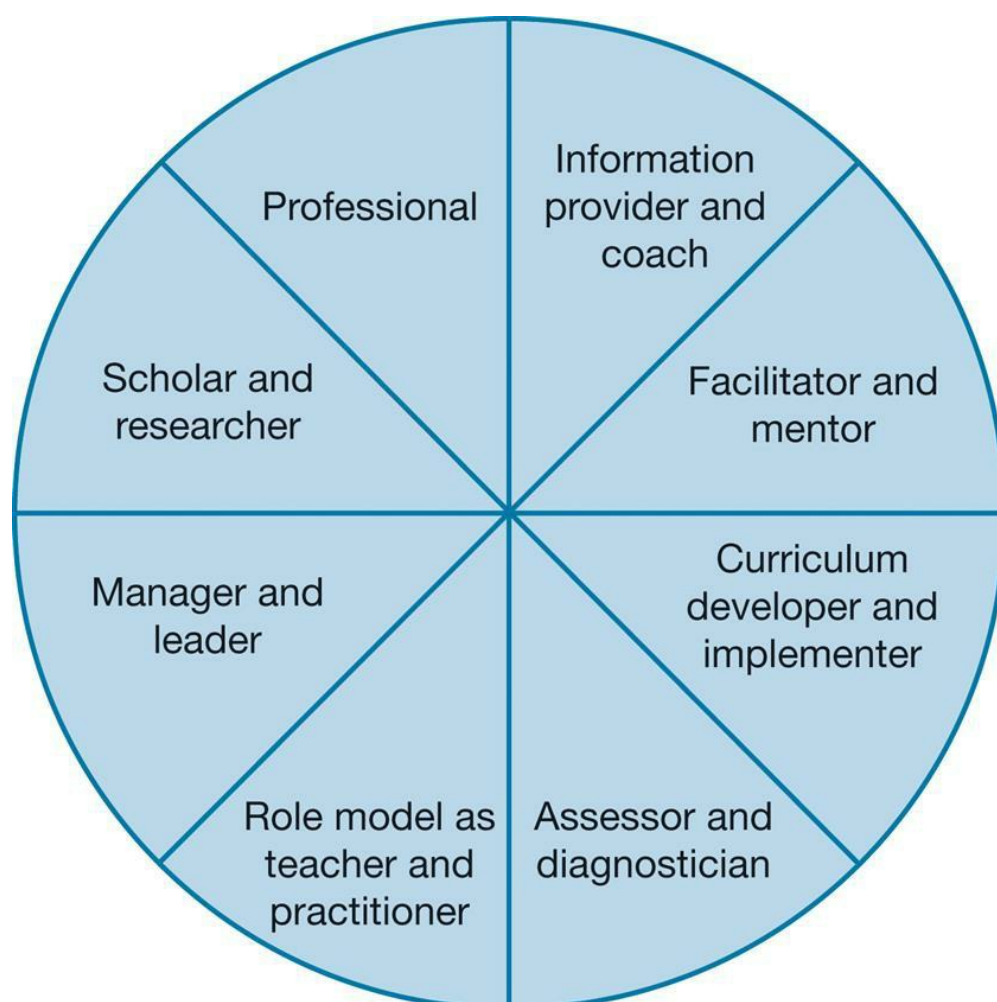 Information
provider and
coach
Facilitator and
mentor
Curriculum
developer and
implementer
Assessor and
diagnostician
Role model as
teacher and
practitioner
Manager and
leader
Scholar and
researcher
Professional